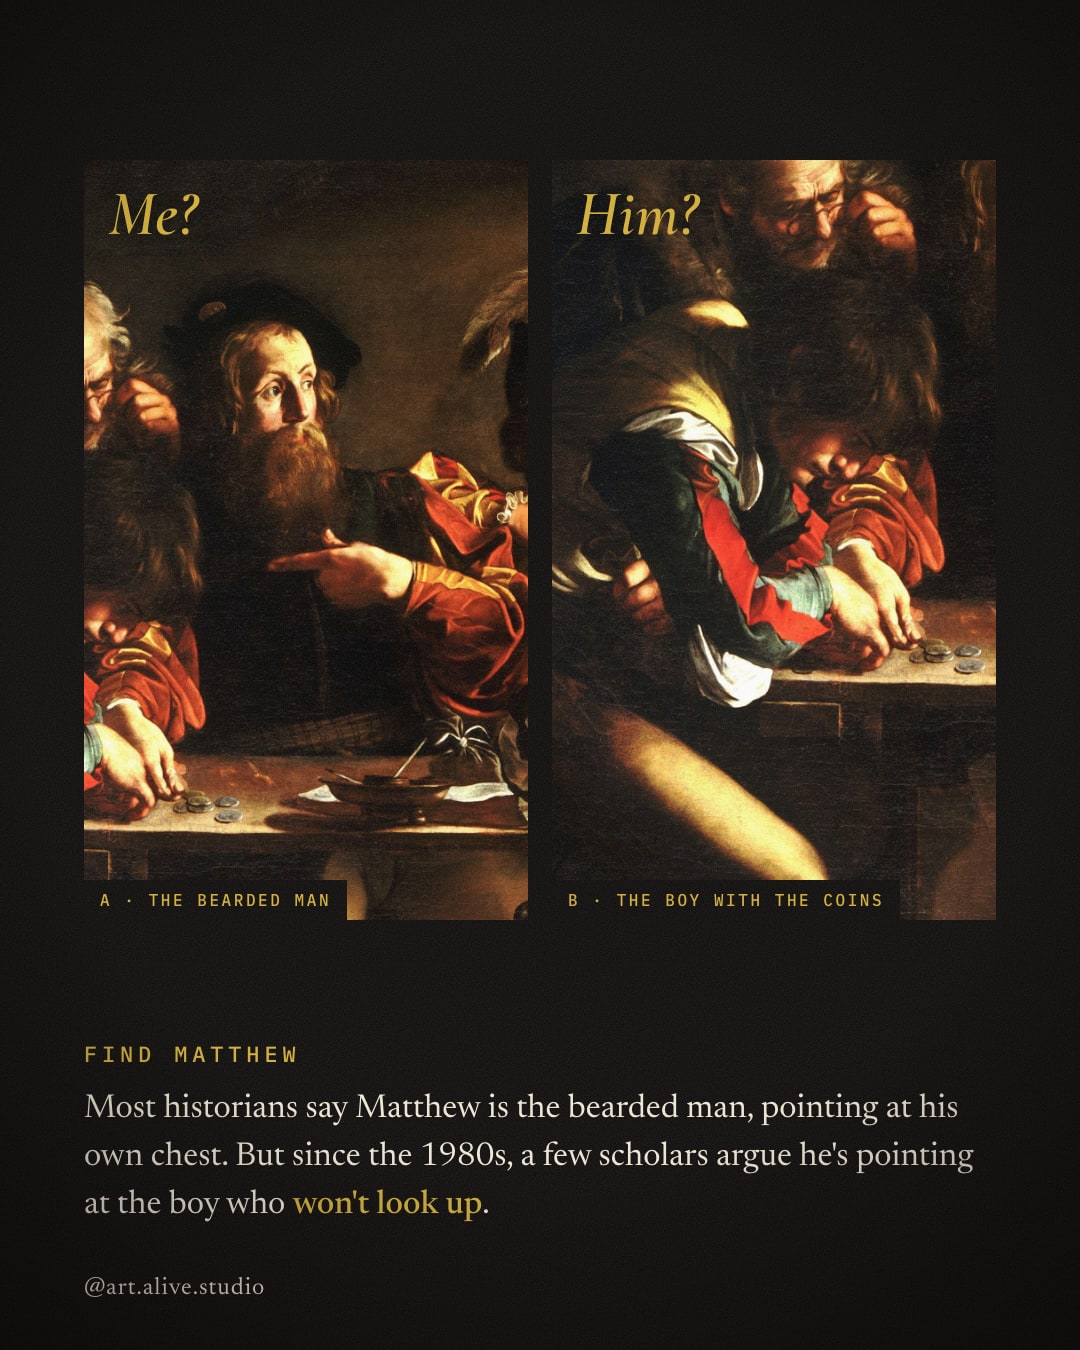 Me?
Him?
A · THE BEARDED MAN
B · THE BOY WITH THE COINS
FIND MATTHEW
Most historians say Matthew is the bearded man, pointing at his
own chest. But since the 1980s, a few scholars argue he's pointing
at the boy who won't look up.
@art.alive.studio